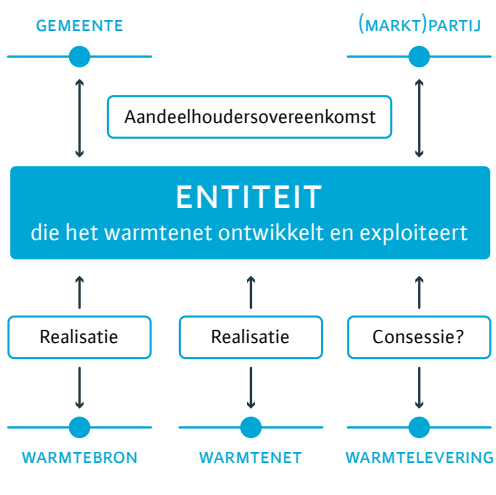 GEMEENTE
(MARKT)PARTIJ
Aandeelhoudersovereenkomst
ENTITEIT
die het warmtenet ontwikkelt en exploiteert
Realisatie
Realisatie
Consessie?
WARMTEBRON
WARMTENET
WARMTELEVERING